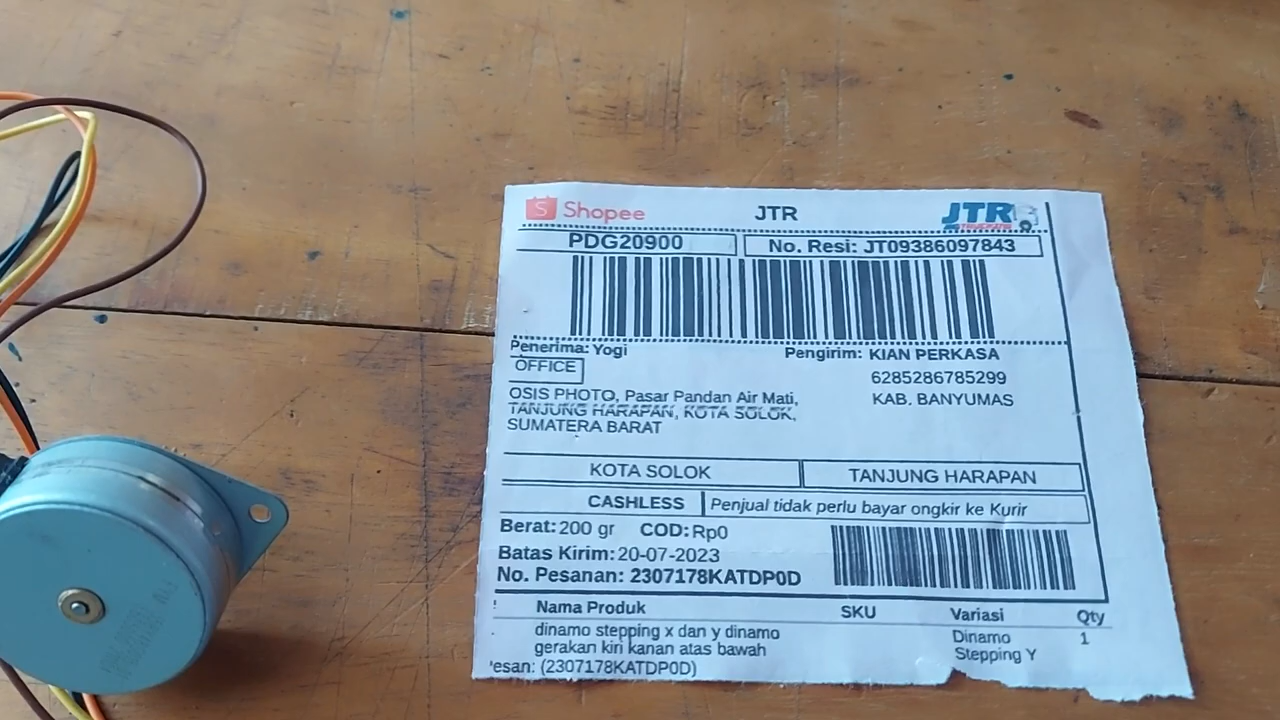 Shopee
JTR
JTR
TRUCKING
PDG20900
No. Resi: JT09386097843
Penerima: Yogi
Pengirim: KIAN PERKASA
OFFICE
6285286785299
KAB. BANYUMAS
OSIS PHOTO, Pasar Pandan Air Mati,
TANJUNG HARAPAN, KOTA SOLOK,
SUMATERA BARAT
KOTA SOLOK
TANJUNG HARAPAN
CASHLESS
Penjual tidak perlu bayar ongkir ke Kurir
Berat: 200 gr COD: Rp0
Batas Kirim: 20-07-2023
No. Pesanan: 2307178KATDP0D
Nama Produk SKU Variasi Qty
dinamo stepping x dan y dinamo Dinamo 1
gerakan kiri kanan atas bawah Stepping Y
esan: (2307178KATDP0D)